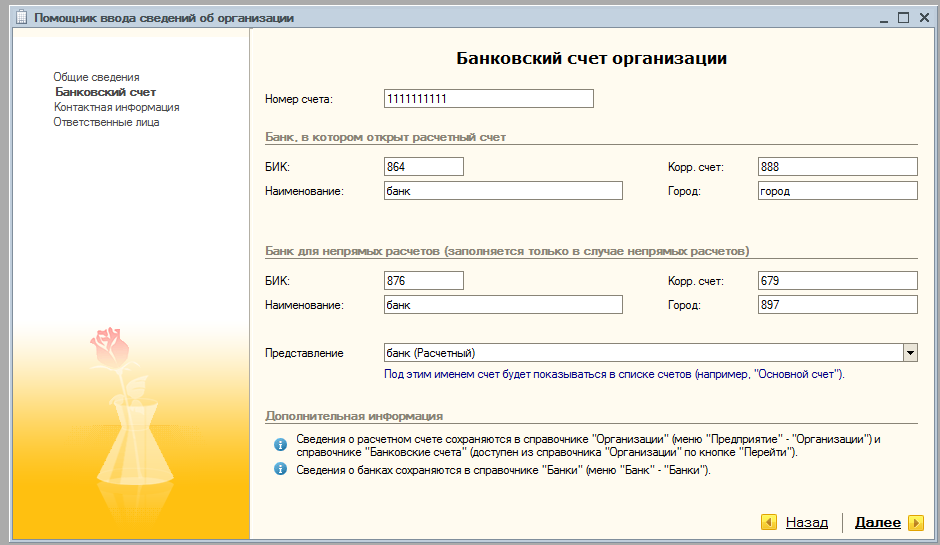 Помощник ввода сведений об организации
Общие сведения
Банковский счет
Контактная информация
Ответственные лица
Банковский счет организации
Номер счета: 1111111111
Банк, в котором открыт расчетный счет
БИК: 864 Корр. счет: 888
Наименование: банк Город: город
Банк для непрямых расчетов (заполняется только в случае непрямых расчетов)
БИК: 876 Корр. счет: 679
Наименование: банк Город: 897
Представление банк (Расчетный)
Под этим именем счет будет показываться в списке счетов (например, "Основной счет").
Дополнительная информация
Сведения о расчетном счете сохраняются в справочнике "Организации" (меню "Предприятие" - "Организации") и
справочнике "Банковские счета" (доступен из справочника "Организации" по кнопке "Перейти").
Сведения о банках сохраняются в справочнике "Банки" (меню "Банк" - "Банки").
Назад Далее